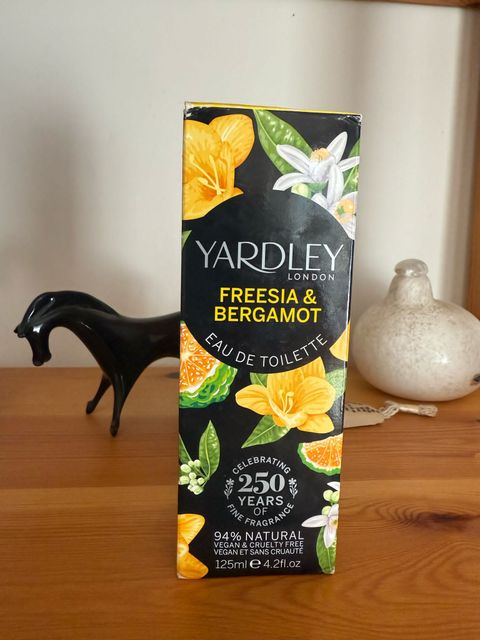 YARDLEY
LONDON
FREESIA &
BERGAMOT
EAU DE TOILETTE
CELEBRATING
250
YEARS
OF
FINE FRAGRANCE
94% NATURAL
VEGAN & CRUELTY FREE
VEGAN ET SANS CRUAUTÉ
125ml ℮ 4.2fl.oz